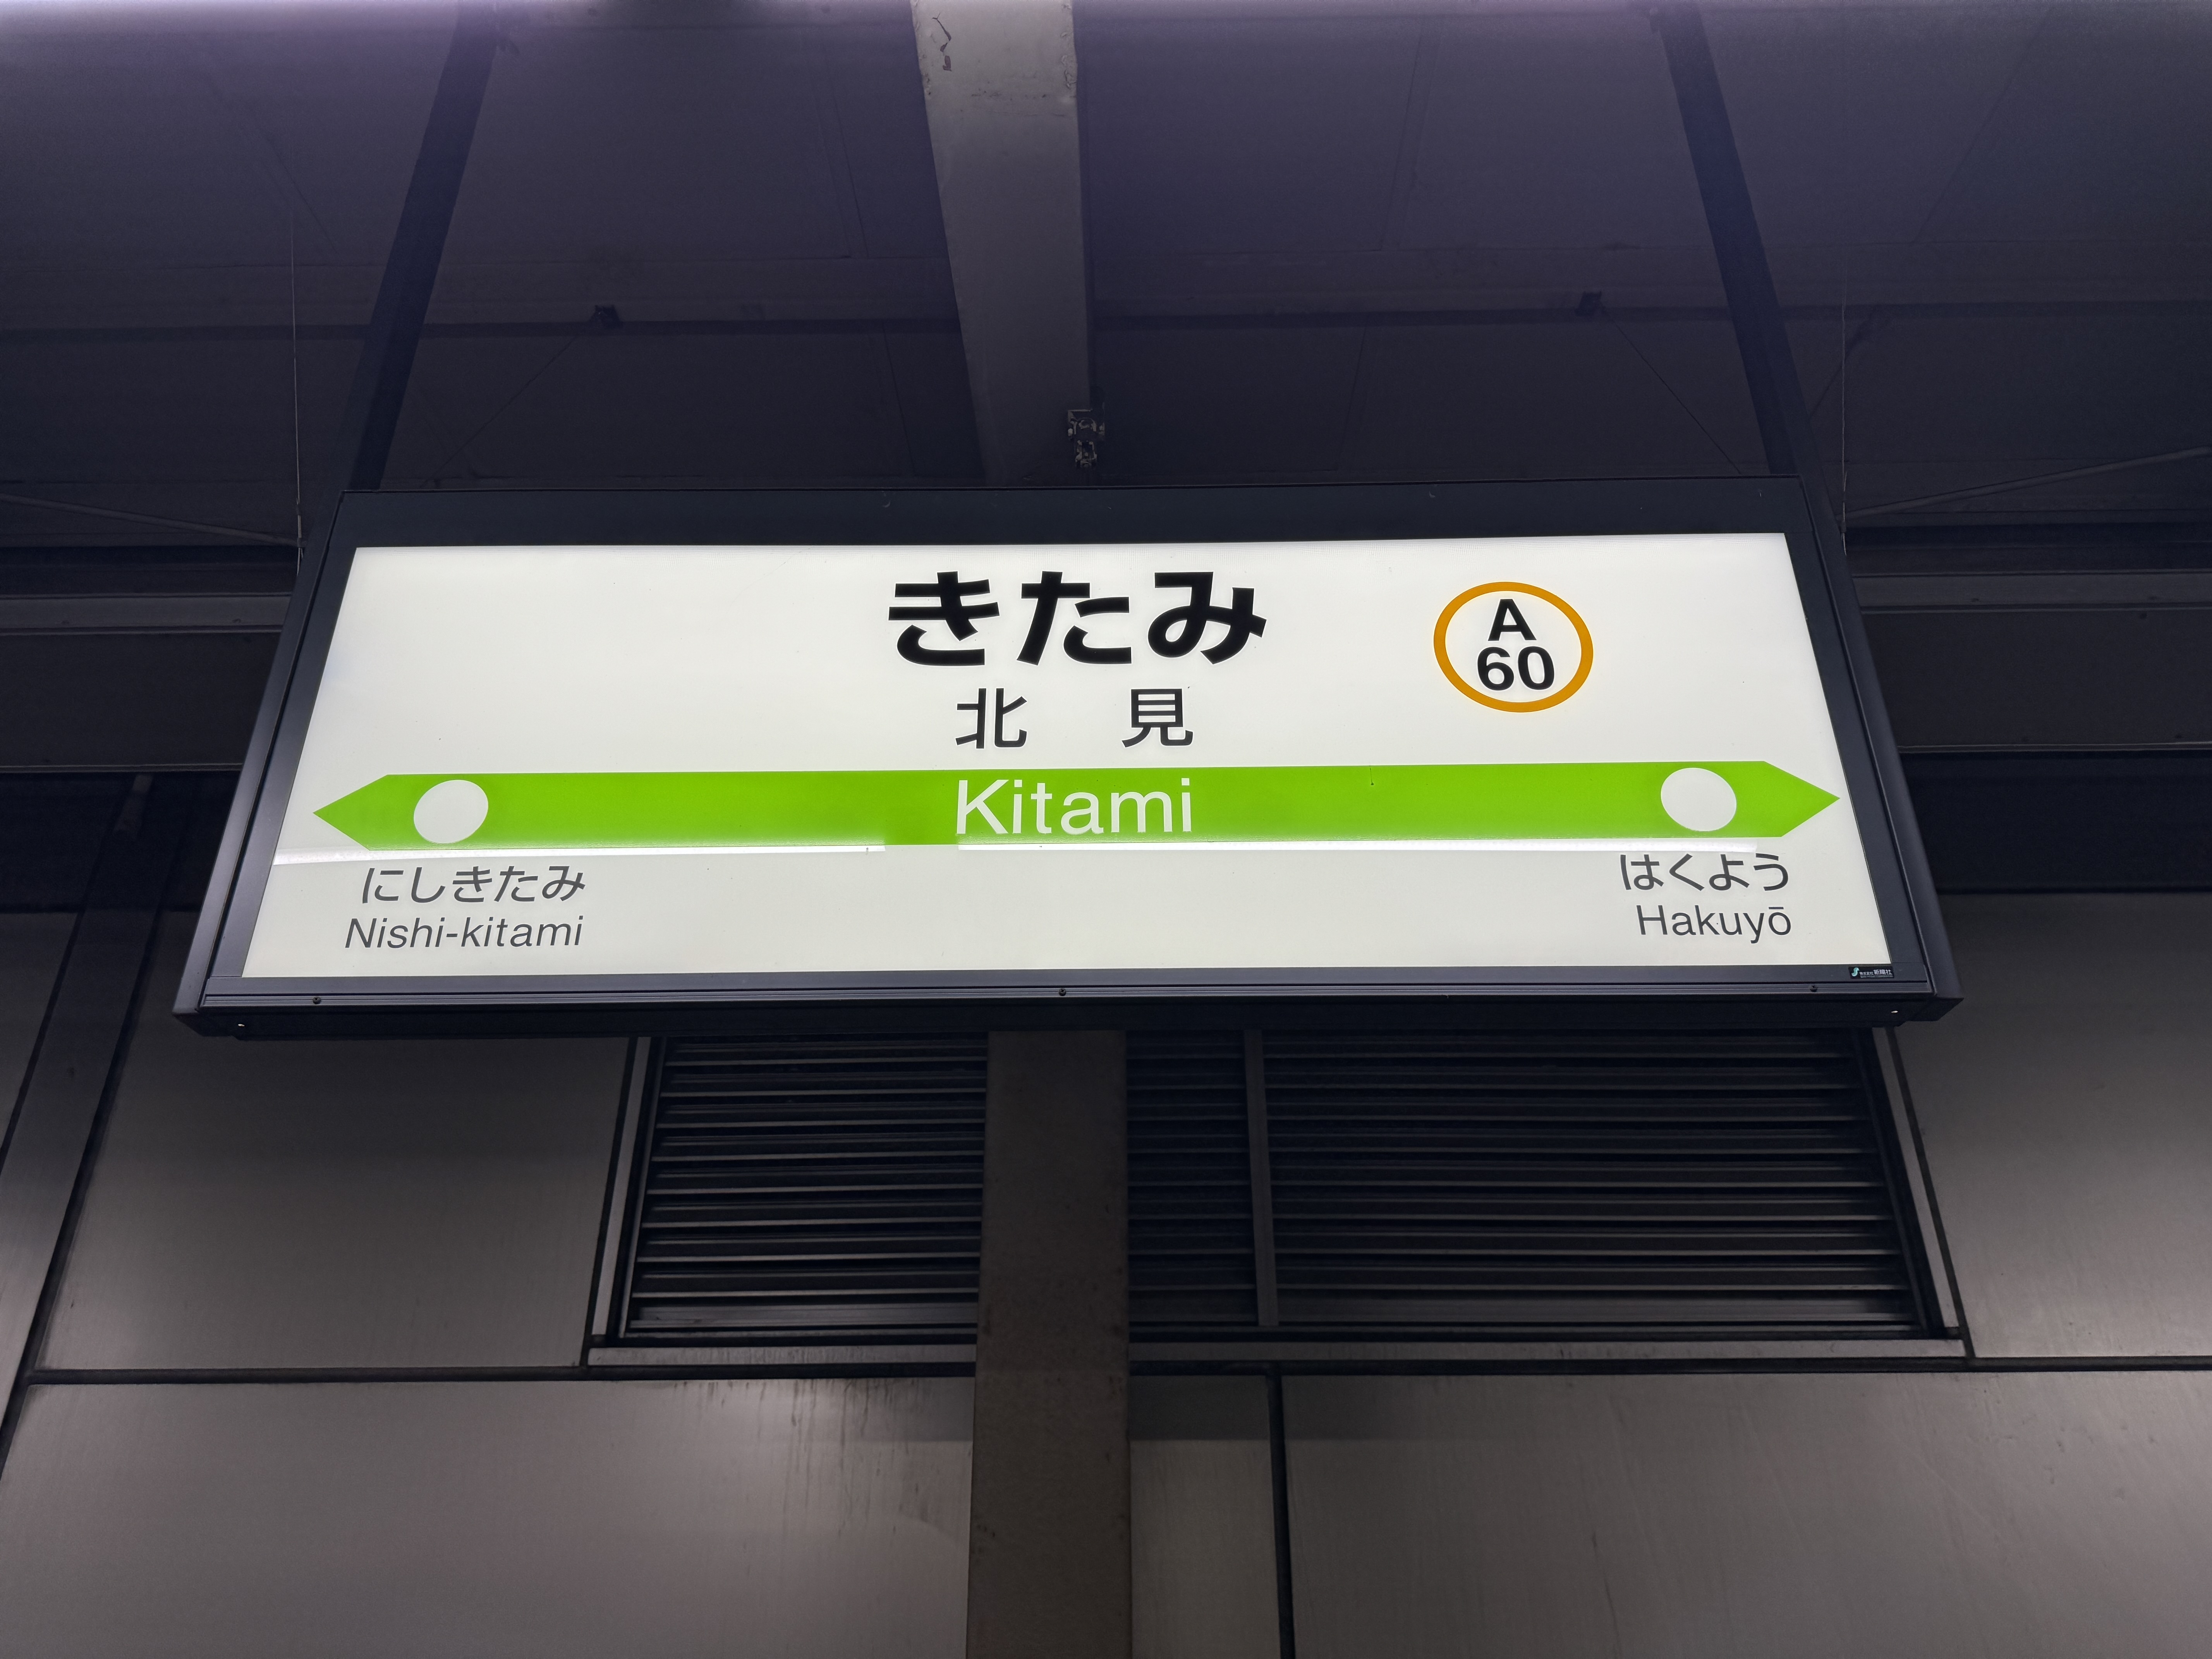 きたみ
A
60
北見
Kitami
にしきたみ
Nishi-kitami
はくよう
Hakuyō